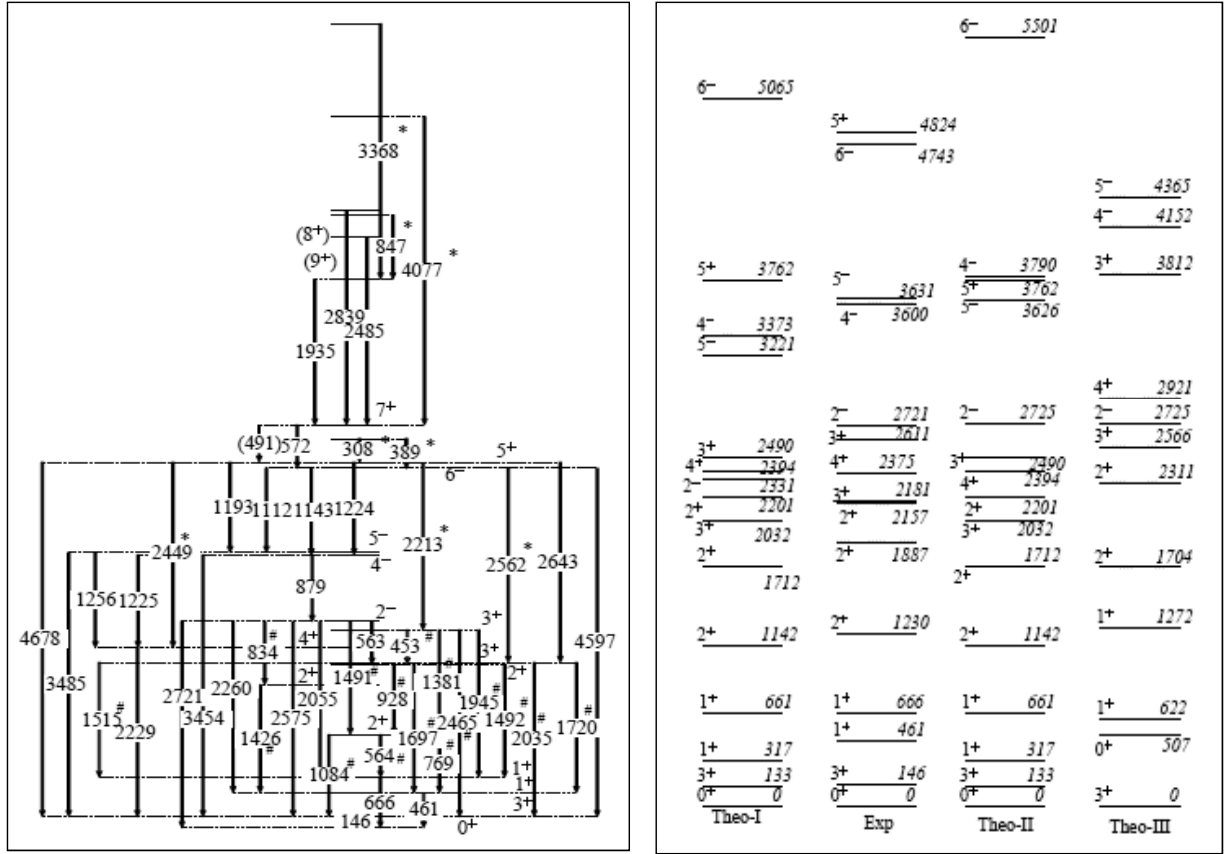 3368 *
(8⁺) 847 *
(9⁺) 4077 *
2839
2485
1935
7⁺
(491) 572 308 * 389 * 5⁺
6⁻
1193 1112 1143 1224
5⁻ 2213 *
2449 * 4⁻ 2562 * 2643
879
1256 1225
2⁻ 3⁺
4678 # 4⁺ 563 453 # 4597
834 3⁺
3485 2⁺ 1491 # 2⁺
2721 2260 2055 # 928 1381 # 1945 #
1515 # 3454 2575 2⁺ 2465 1492 # 1720 #
2229 1426 # 1697 # 2035
564 # 769 # 1⁺
1084 # 1⁺
666 461 3⁺
146 0⁺
6⁻ 5501
6⁻ 5065
5⁺ 4824
6⁻ 4743
5⁻ 4365
4⁻ 4152
5⁺ 3762 4⁻ 3790 3⁺ 3812
5⁻ 3631 5⁺ 3762
4⁻ 3600 5⁻ 3626
4⁻ 3373
5⁻ 3221
4⁺ 2921
2⁻ 2721 2⁻ 2725 2⁻ 2725
3⁺ 2490 3⁺ 2611 3⁺ 2490 3⁺ 2566
4⁺ 2394 4⁺ 2375 4⁺ 2394 2⁺ 2311
2⁻ 2331 3⁺ 2181
2⁺ 2201 2⁺ 2157 2⁺ 2201
3⁺ 2032 3⁺ 2032
2⁺ 1712 2⁺ 1887 2⁺ 1712 2⁺ 1704
2⁺ 1142 2⁺ 1230 2⁺ 1142 1⁺ 1272
1⁺ 661 1⁺ 666 1⁺ 661 1⁺ 622
1⁺ 317 1⁺ 461 1⁺ 317 0⁺ 507
3⁺ 133 3⁺ 146 3⁺ 133
0⁺ 0 0⁺ 0 0⁺ 0 3⁺ 0
Theo-I Exp Theo-II Theo-III